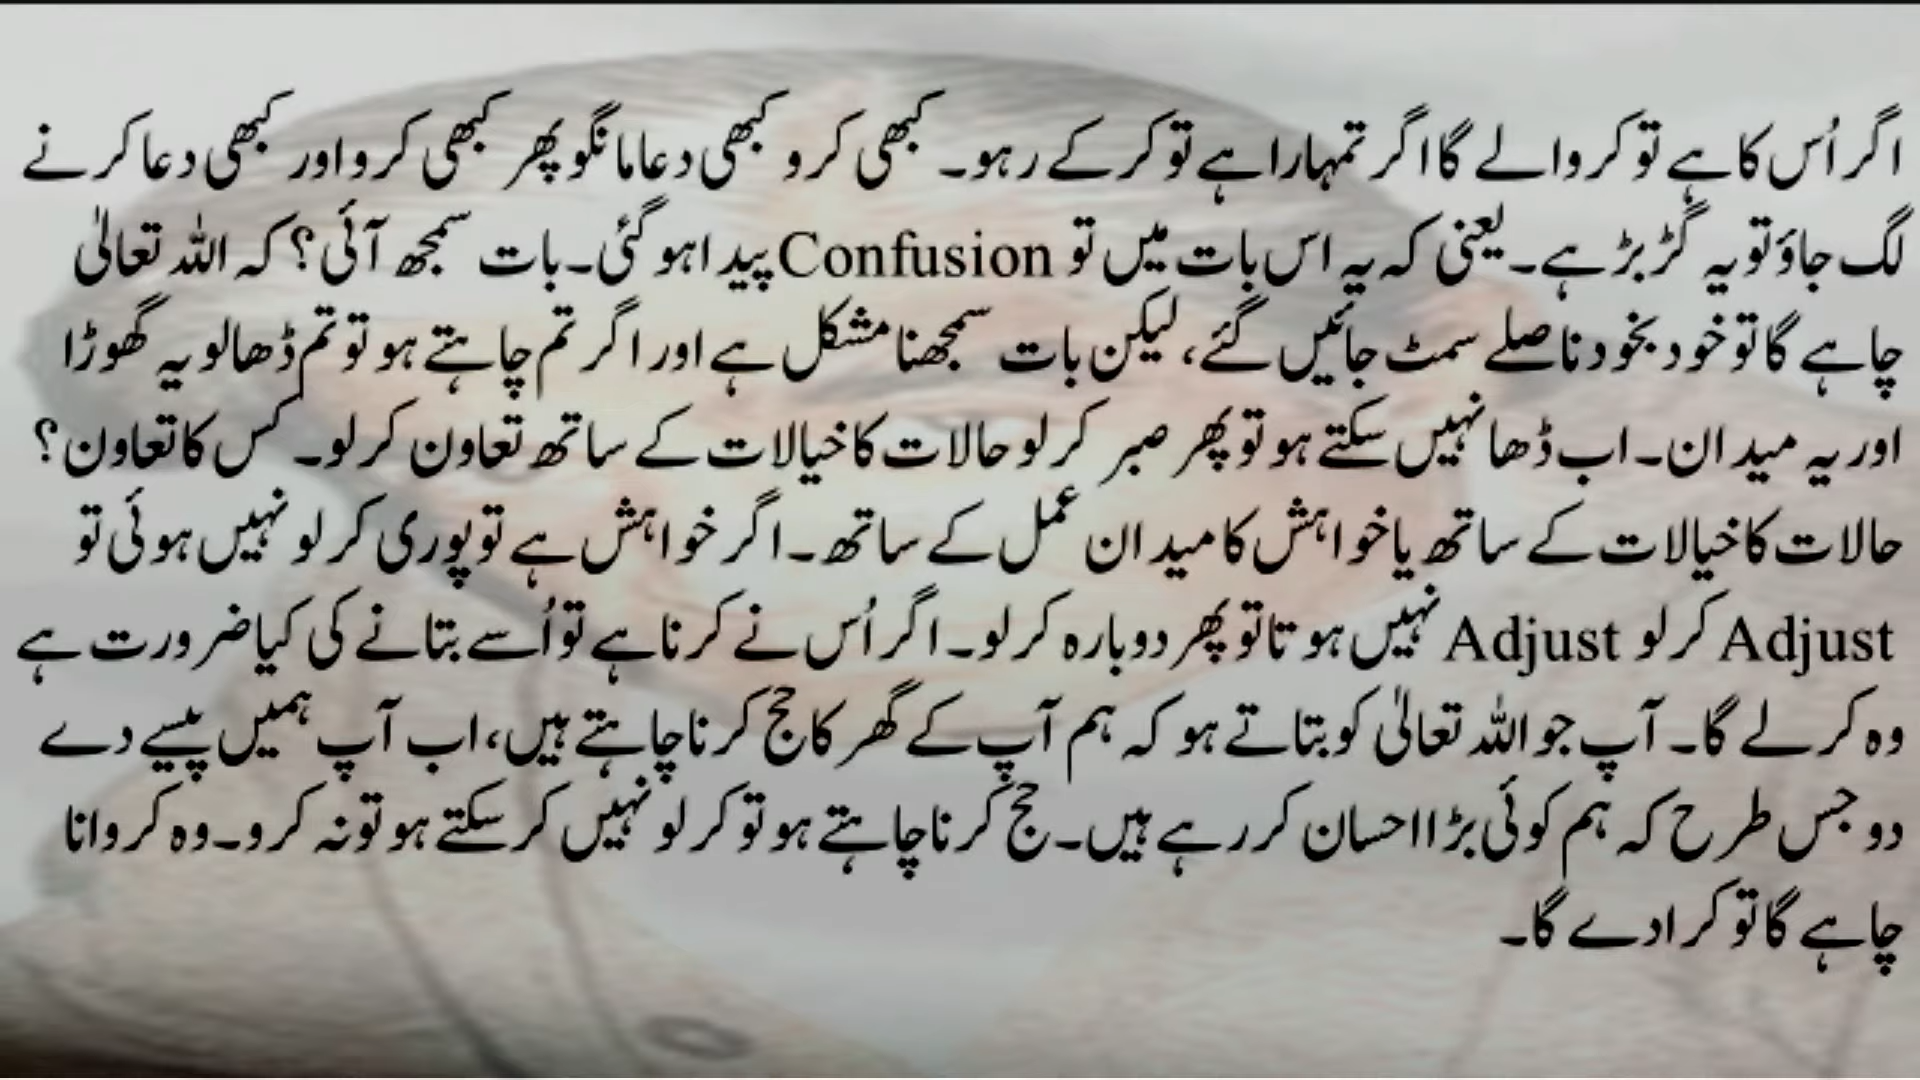 اگر اُس کا ہے تو کروالے گا اگر تمہارا ہے تو کر کے رہو۔ کبھی کرو کبھی دعا مانگو پھر کبھی کرو اور کبھی دعا کرنے
لگ جاؤ تو یہ گڑبڑ ہے۔ یعنی کہ یہ اس بات میں تو Confusion پیدا ہو گئی۔ بات سمجھ آئی؟ کہ اللہ تعالیٰ
چاہے گا تو خود بخود ناصلے سمٹ جائیں گئے، لیکن بات سمجھنا مشکل ہے اور اگر تم چاہتے ہو تو تم ڈھالو یہ گھوڑا
اور یہ میدان۔ اب ڈھا نہیں سکتے ہو تو پھر صبر کر لو حالات کا خیالات کے ساتھ تعاون کر لو۔ کس کا تعاون؟
حالات کا خیالات کے ساتھ یا خواہش کا میدان عمل کے ساتھ۔ اگر خواہش ہے تو پوری کر لو نہیں ہوئی تو
Adjust کر لو Adjust نہیں ہوتا تو پھر دوبارہ کر لو۔ اگر اُس نے کرنا ہے تو اُسے بتانے کی کیا ضرورت ہے
وہ کر لے گا۔ آپ جو اللہ تعالیٰ کو بتاتے ہو کہ ہم آپ کے گھر کا حج کرنا چاہتے ہیں، اب آپ ہمیں پیسے دے
دو جس طرح کہ ہم کوئی بڑا احسان کر رہے ہیں۔ حج کرنا چاہتے ہو تو کر لو نہیں کر سکتے ہو تو نہ کرو۔ وہ کروانا
چاہے گا تو کرا دے گا۔